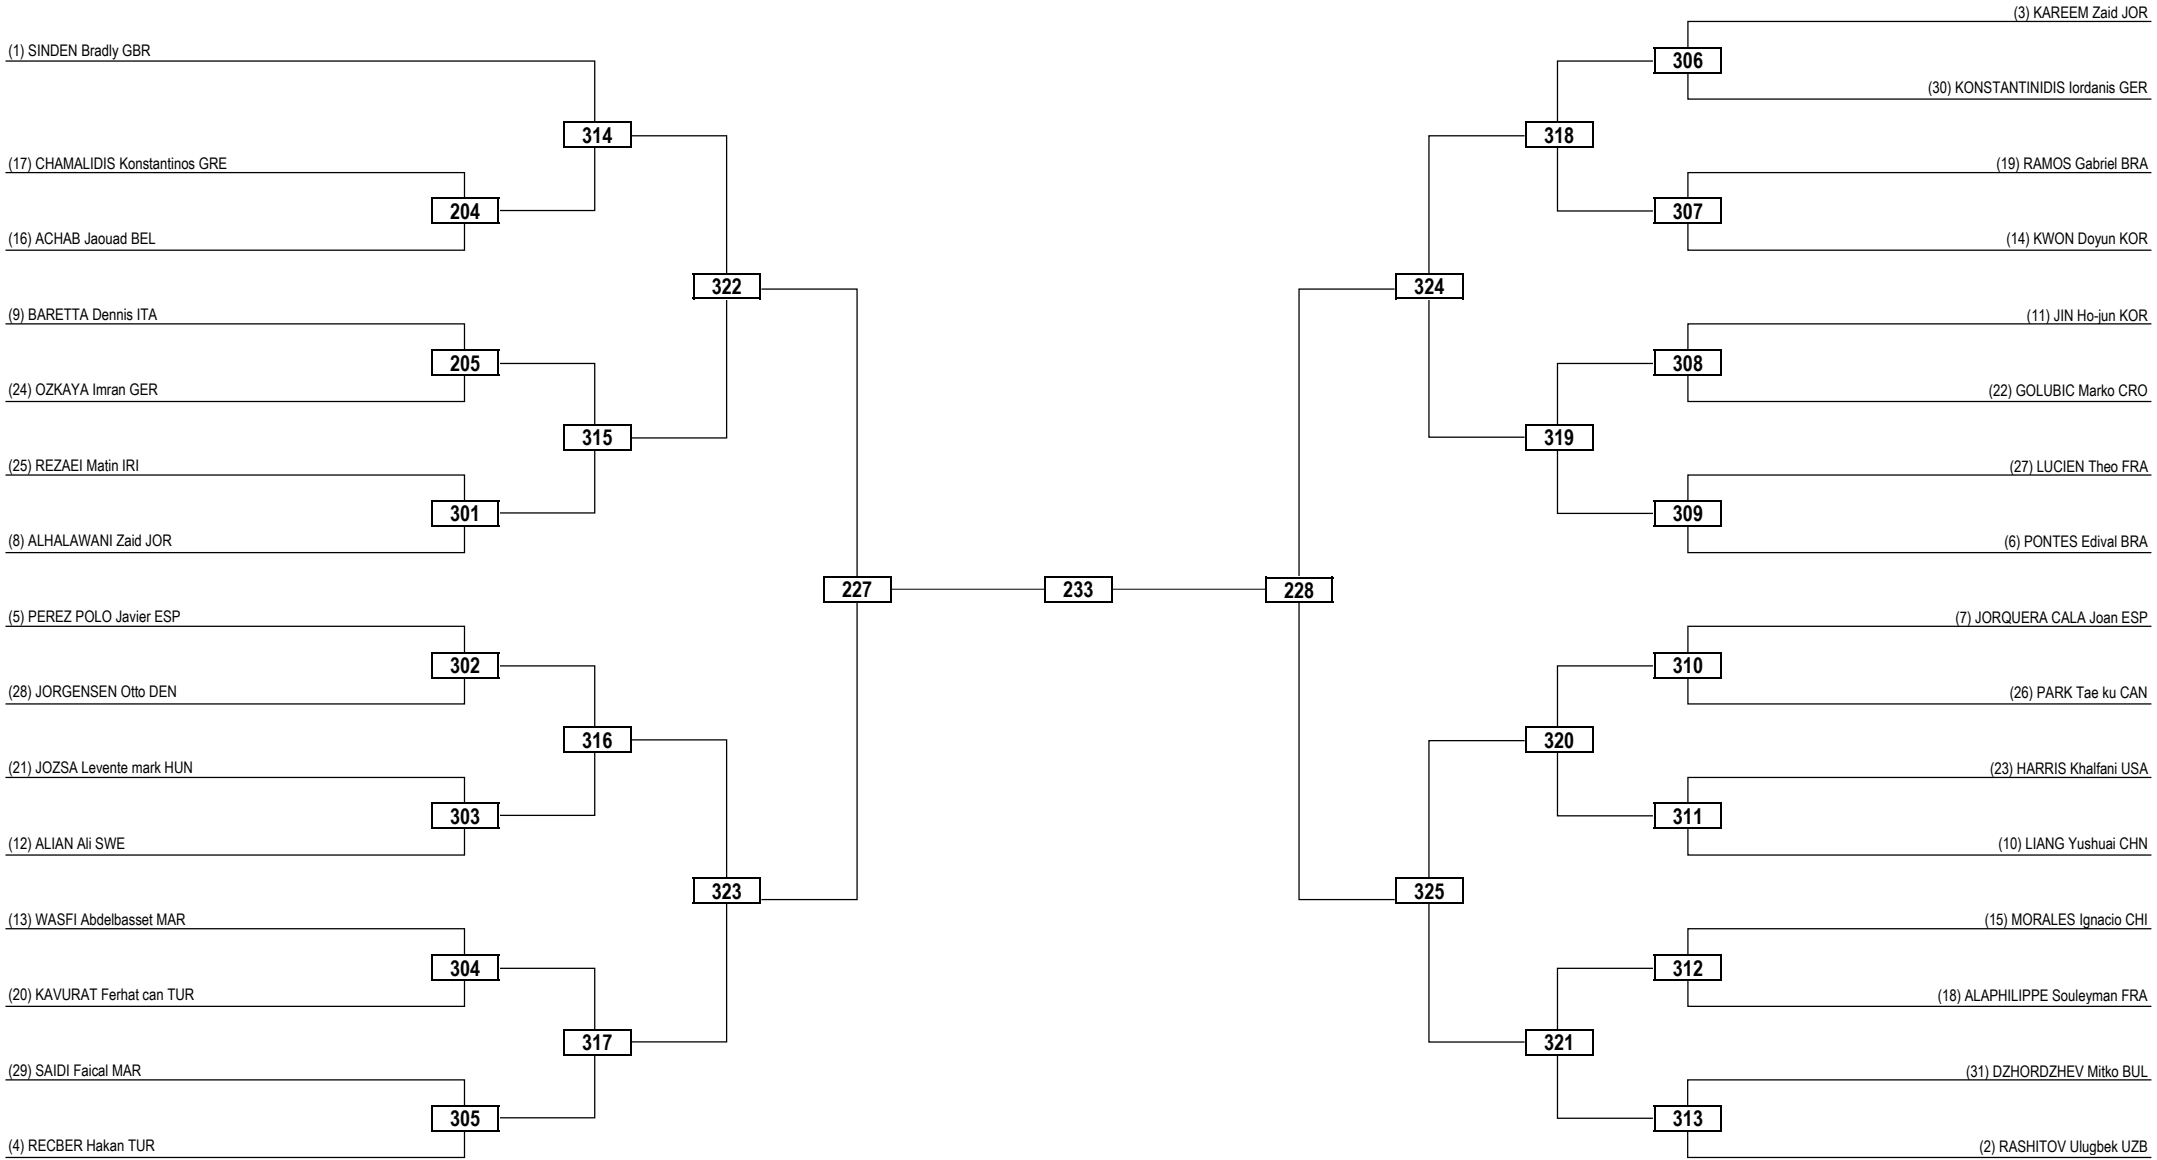 (3) KAREEM Zaid JOR
(1) SINDEN Bradly GBR
306
(30) KONSTANTINIDIS Iordanis GER
314
318
(17) CHAMALIDIS Konstantinos GRE
(19) RAMOS Gabriel BRA
204
307
(16) ACHAB Jaouad BEL
(14) KWON Doyun KOR
322
324
(9) BARETTA Dennis ITA
(11) JIN Ho-jun KOR
205
308
(24) OZKAYA Imran GER
(22) GOLUBIC Marko CRO
315
319
(25) REZAEI Matin IRI
(27) LUCIEN Theo FRA
301
309
(8) ALHALAWANI Zaid JOR
(6) PONTES Edival BRA
227
233
228
(5) PEREZ POLO Javier ESP
(7) JORQUERA CALA Joan ESP
302
310
(28) JORGENSEN Otto DEN
(26) PARK Tae ku CAN
316
320
(21) JOZSA Levente mark HUN
(23) HARRIS Khalfani USA
303
311
(12) ALIAN Ali SWE
(10) LIANG Yushuai CHN
323
325
(13) WASFI Abdelbasset MAR
(15) MORALES Ignacio CHI
304
312
(20) KAVURAT Ferhat can TUR
(18) ALAPHILIPPE Souleyman FRA
317
321
(29) SAIDI Faical MAR
(31) DZHORDZHEV Mitko BUL
305
313
(4) RECBER Hakan TUR
(2) RASHITOV Ulugbek UZB